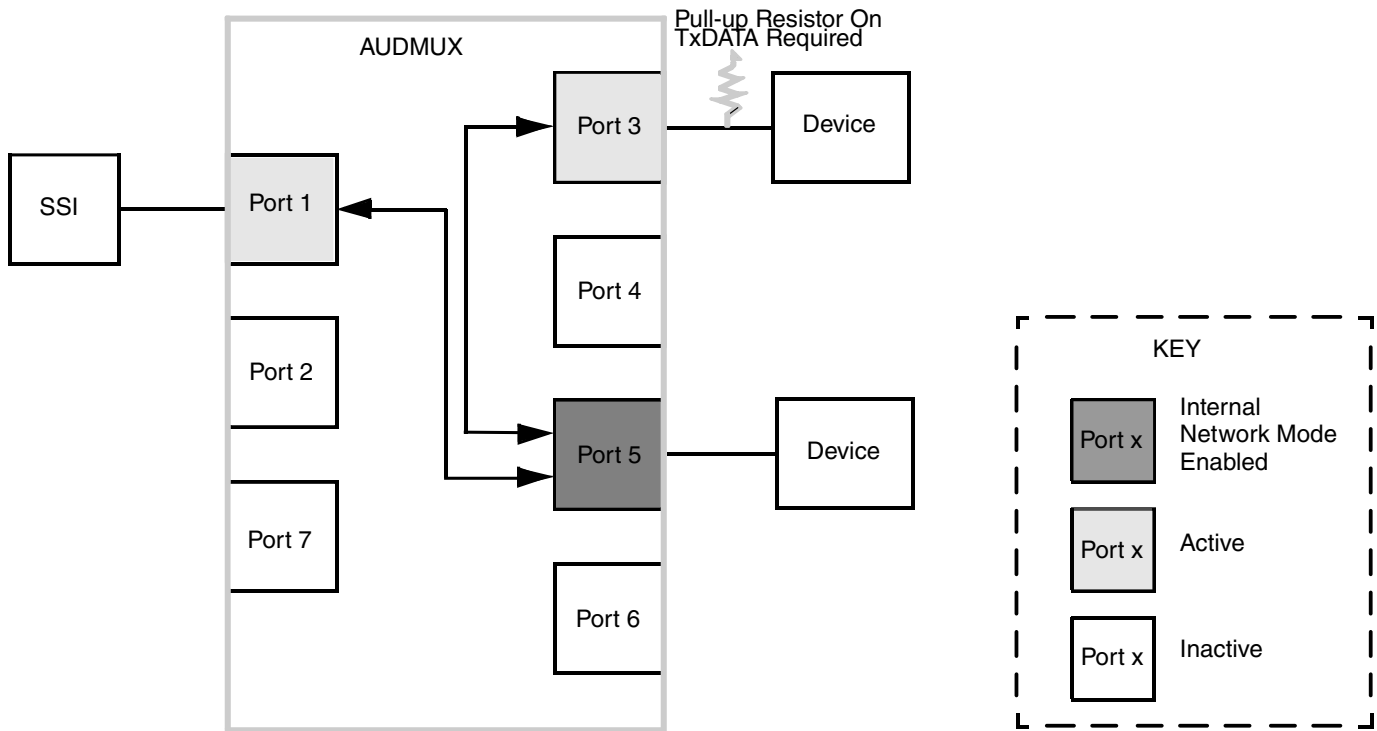 Pull-up Resistor On
TxDATA Required
AUDMUX
Port 3
Device
SSI
Port 1
Port 4
Port 2
Port 5
Device
Port 7
Port 6
KEY
Port x
Internal
Network Mode
Enabled
Port x
Active
Port x
Inactive